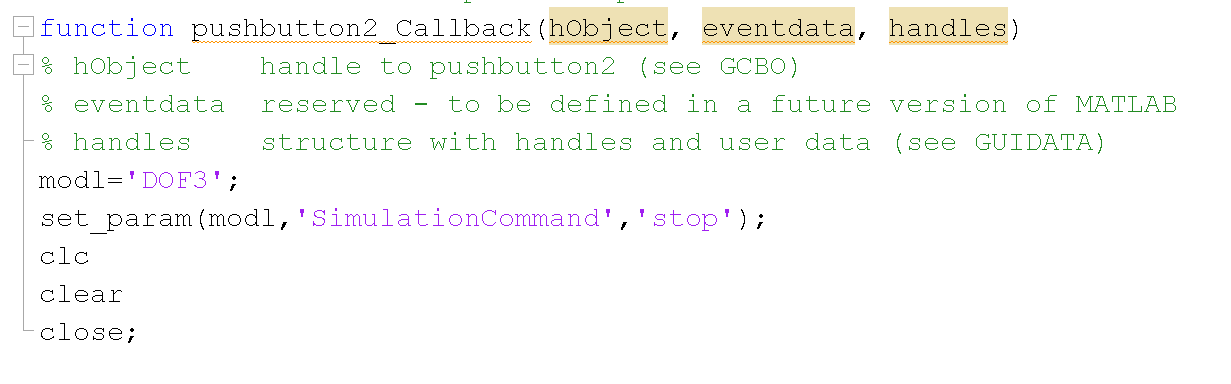 function pushbutton2_Callback(hObject, eventdata, handles)
% hObject    handle to pushbutton2 (see GCBO)
% eventdata  reserved - to be defined in a future version of MATLAB
% handles    structure with handles and user data (see GUIDATA)
modl='DOF3';
set_param(modl,'SimulationCommand','stop');
clc
clear
close;